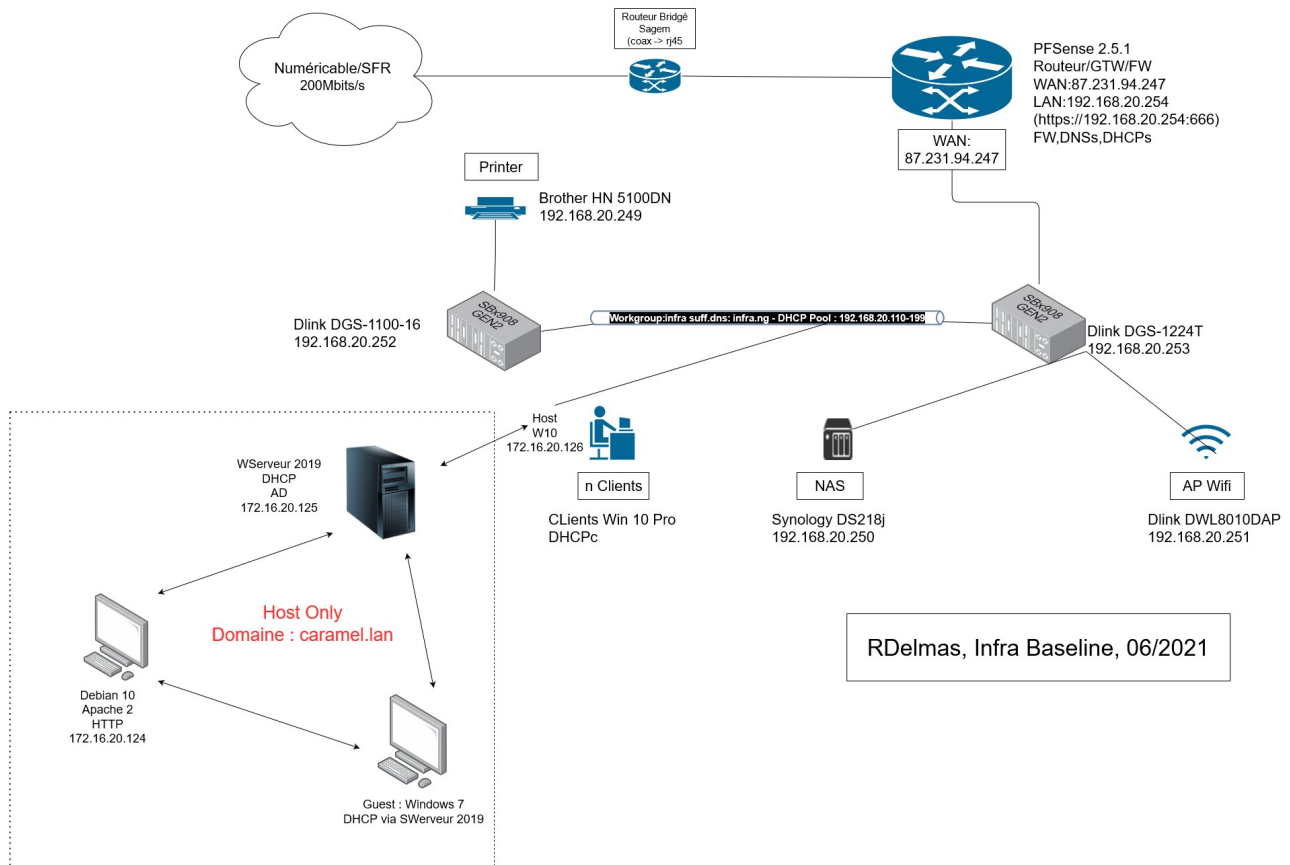 Routeur Bridgé
Sagem
(coax -> rj45
Numéricable/SFR
200Mbits/s
PFSense 2.5.1
Routeur/GTW/FW
WAN:87.231.94.247
LAN:192.168.20.254
(https://192.168.20.254:666)
FW,DNSs,DHCPs
WAN:
87.231.94.247
Printer
Brother HN 5100DN
192.168.20.249
SBx908
GEN2
Dlink DGS-1100-16
192.168.20.252
Workgroup:infra suff.dns: infra.ng - DHCP Pool : 192.168.20.110-199
SBx908
GEN2
Dlink DGS-1224T
192.168.20.253
Host
W10
172.16.20.126
n Clients
CLients Win 10 Pro
DHCPc
NAS
Synology DS218j
192.168.20.250
AP Wifi
Dlink DWL8010DAP
192.168.20.251
WServeur 2019
DHCP
AD
172.16.20.125
Host Only
Domaine : caramel.lan
Debian 10
Apache 2
HTTP
172.16.20.124
Guest : Windows 7
DHCP via SWerveur 2019
RDelmas, Infra Baseline, 06/2021